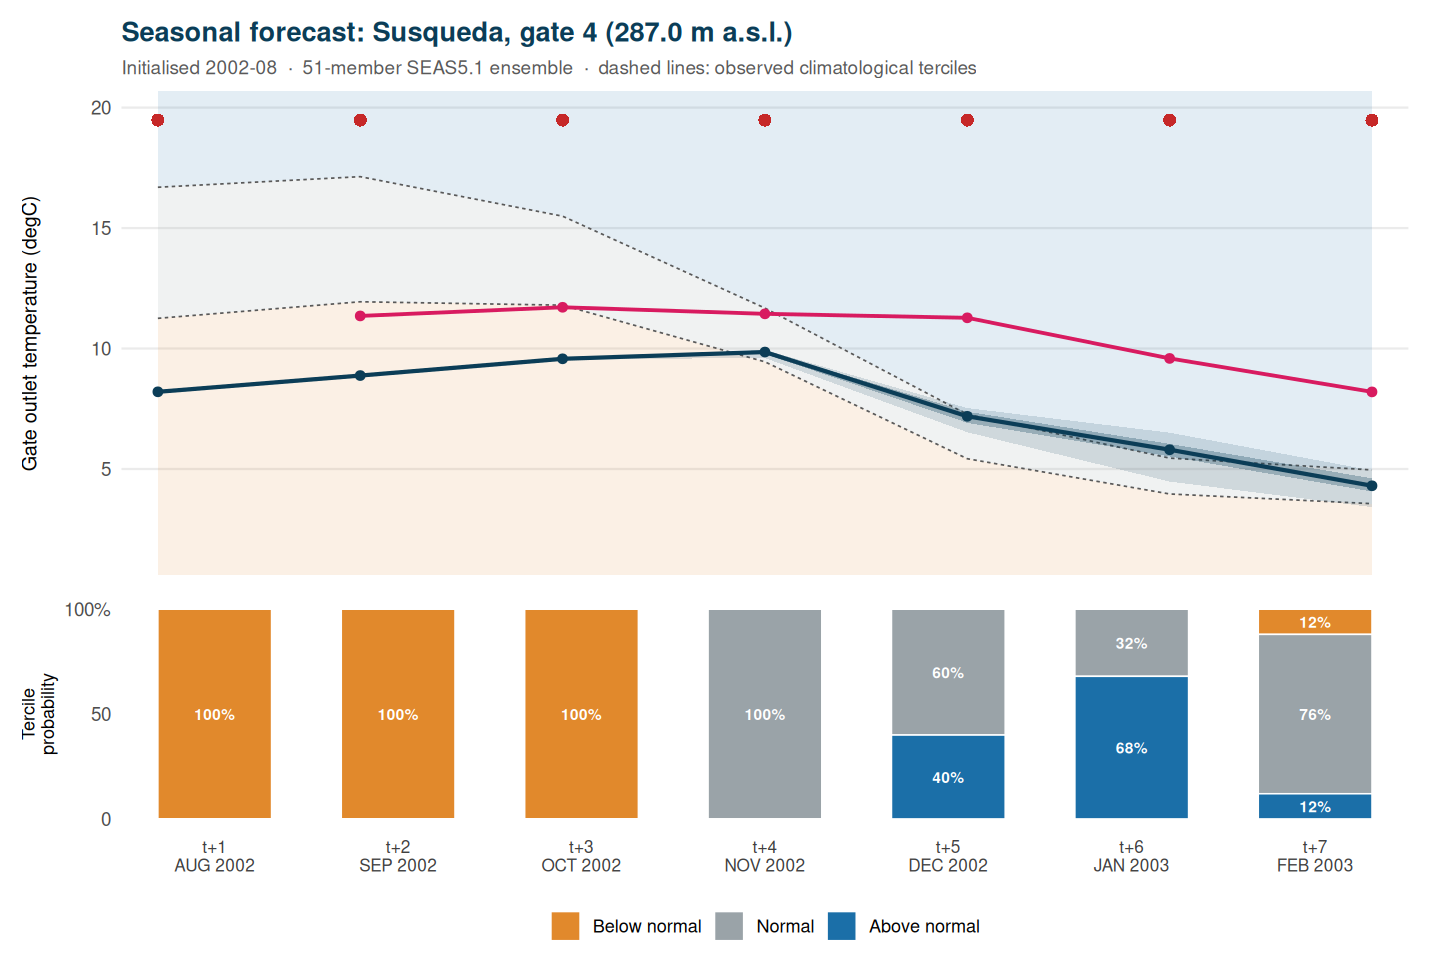 Seasonal forecast: Susqueda, gate 4 (287.0 m a.s.l.)
Initialised 2002-08 · 51-member SEAS5.1 ensemble · dashed lines: observed climatological terciles
Gate outlet temperature (degC)
20
15
10
5
Tercile
probability
100%
50
0
100%
100%
100%
100%
60%
40%
32%
68%
12%
76%
12%
t+1
AUG 2002
t+2
SEP 2002
t+3
OCT 2002
t+4
NOV 2002
t+5
DEC 2002
t+6
JAN 2003
t+7
FEB 2003
Below normal
Normal
Above normal